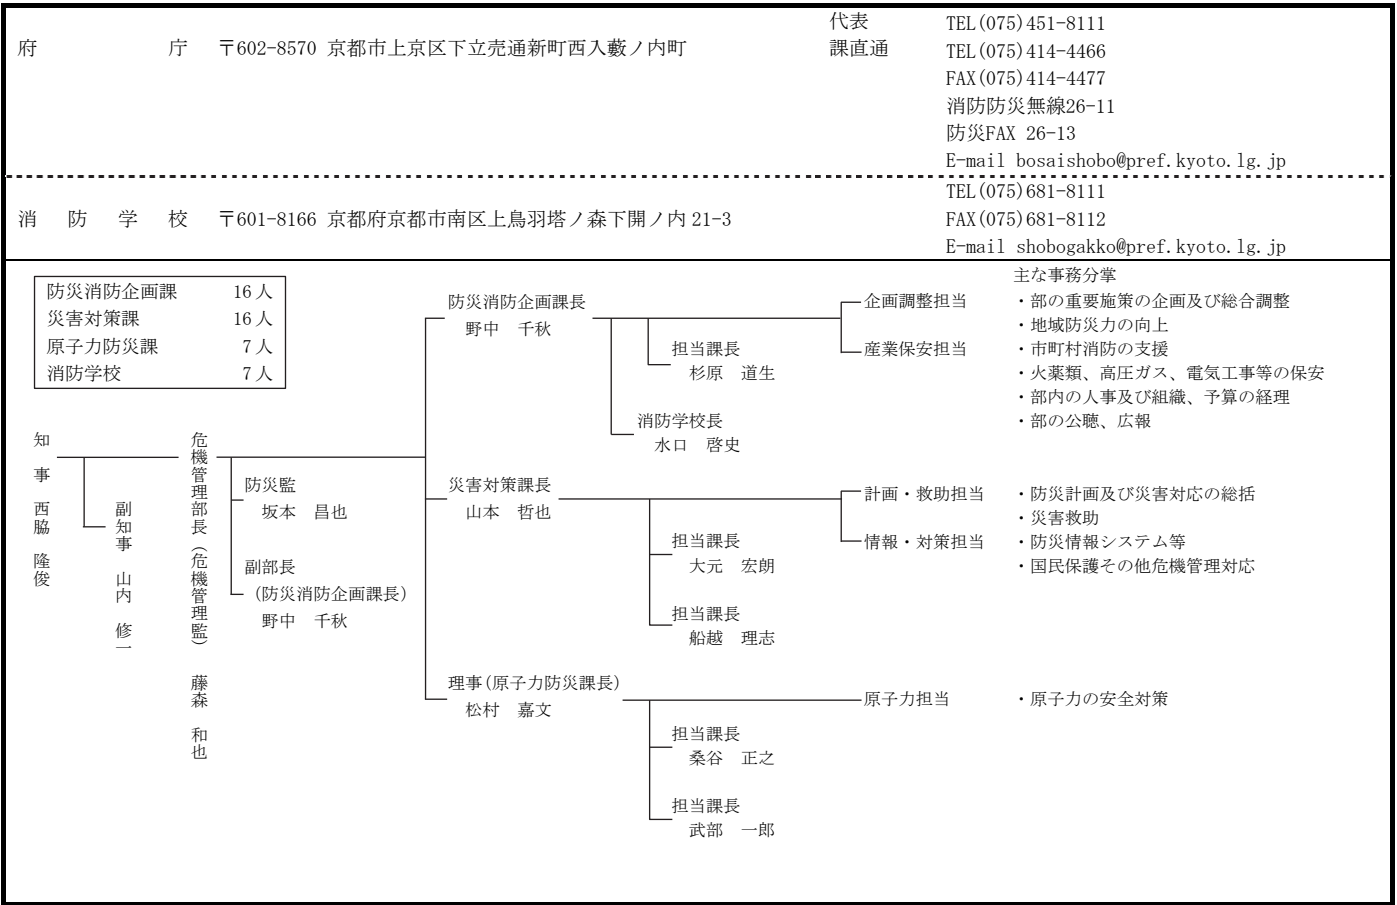 代表 TEL(075)451-8111
府 庁 〒602-8570 京都市上京区下立売通新町西入藪ノ内町 課直通 TEL(075)414-4466
FAX(075)414-4477
消防防災無線26-11
防災FAX 26-13
E-mail bosaishobo@pref.kyoto.lg.jp
TEL(075)681-8111
消 防 学 校 〒601-8166 京都府京都市南区上鳥羽塔ノ森下開ノ内 21-3 FAX(075)681-8112
E-mail shobogakko@pref.kyoto.lg.jp
防災消防企画課 16人
災害対策課 16人
原子力防災課 7人
消防学校 7人
知 事 西脇 隆俊
副知事 山内 修一
危機管理部長(危機管理監) 藤森 和也
防災監
坂本 昌也
副部長
(防災消防企画課長)
野中 千秋
防災消防企画課長
野中 千秋
担当課長
杉原 道生
消防学校長
水口 啓史
企画調整担当
産業保安担当
主な事務分掌
・部の重要施策の企画及び総合調整
・地域防災力の向上
・市町村消防の支援
・火薬類、高圧ガス、電気工事等の保安
・部内の人事及び組織、予算の経理
・部の公聴、広報
災害対策課長
山本 哲也
担当課長
大元 宏朗
担当課長
船越 理志
計画・救助担当
情報・対策担当
・防災計画及び災害対応の総括
・災害救助
・防災情報システム等
・国民保護その他危機管理対応
理事(原子力防災課長)
松村 嘉文
担当課長
桑谷 正之
担当課長
武部 一郎
原子力担当
・原子力の安全対策